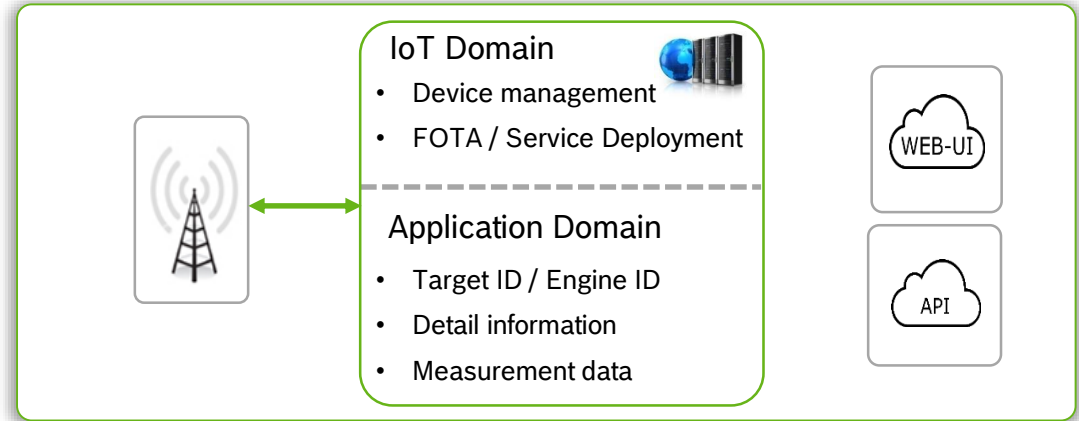 IoT Domain
• Device management
• FOTA / Service Deployment
WEB-UI
Application Domain
• Target ID / Engine ID
• Detail information
• Measurement data
API